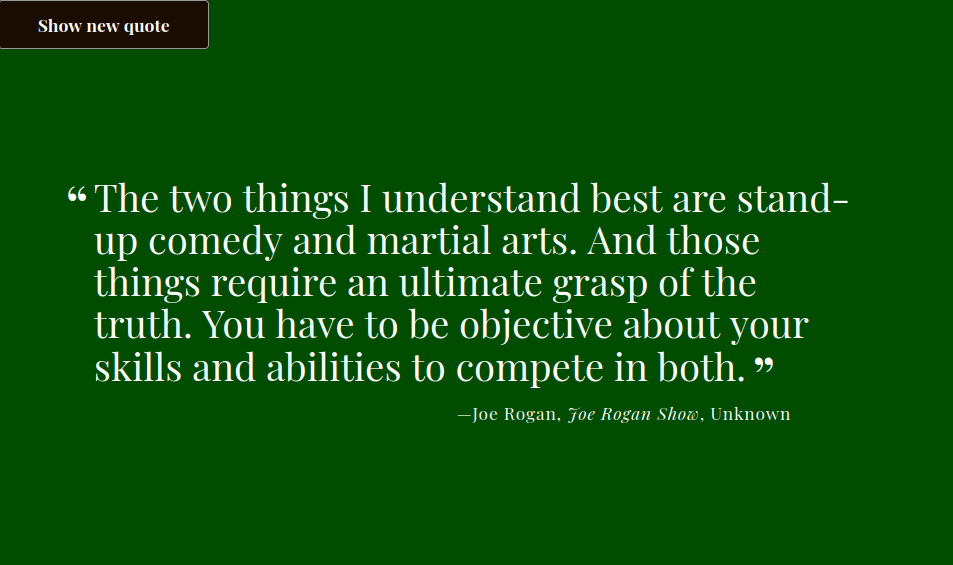 Show new quote
“The two things I understand best are stand-
up comedy and martial arts. And those
things require an ultimate grasp of the
truth. You have to be objective about your
skills and abilities to compete in both.”
—Joe Rogan, Joe Rogan Show, Unknown